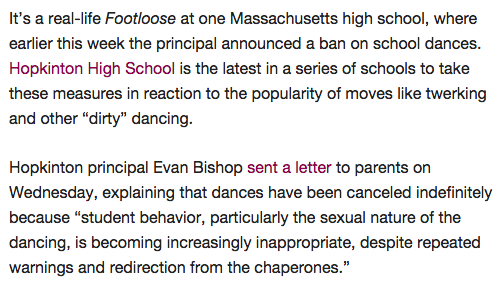 It's a real-life Footloose at one Massachusetts high school, where
earlier this week the principal announced a ban on school dances.
Hopkinton High School is the latest in a series of schools to take
these measures in reaction to the popularity of moves like twerking
and other “dirty” dancing.
Hopkinton principal Evan Bishop sent a letter to parents on
Wednesday, explaining that dances have been canceled indefinitely
because “student behavior, particularly the sexual nature of the
dancing, is becoming increasingly inappropriate, despite repeated
warnings and redirection from the chaperones.”